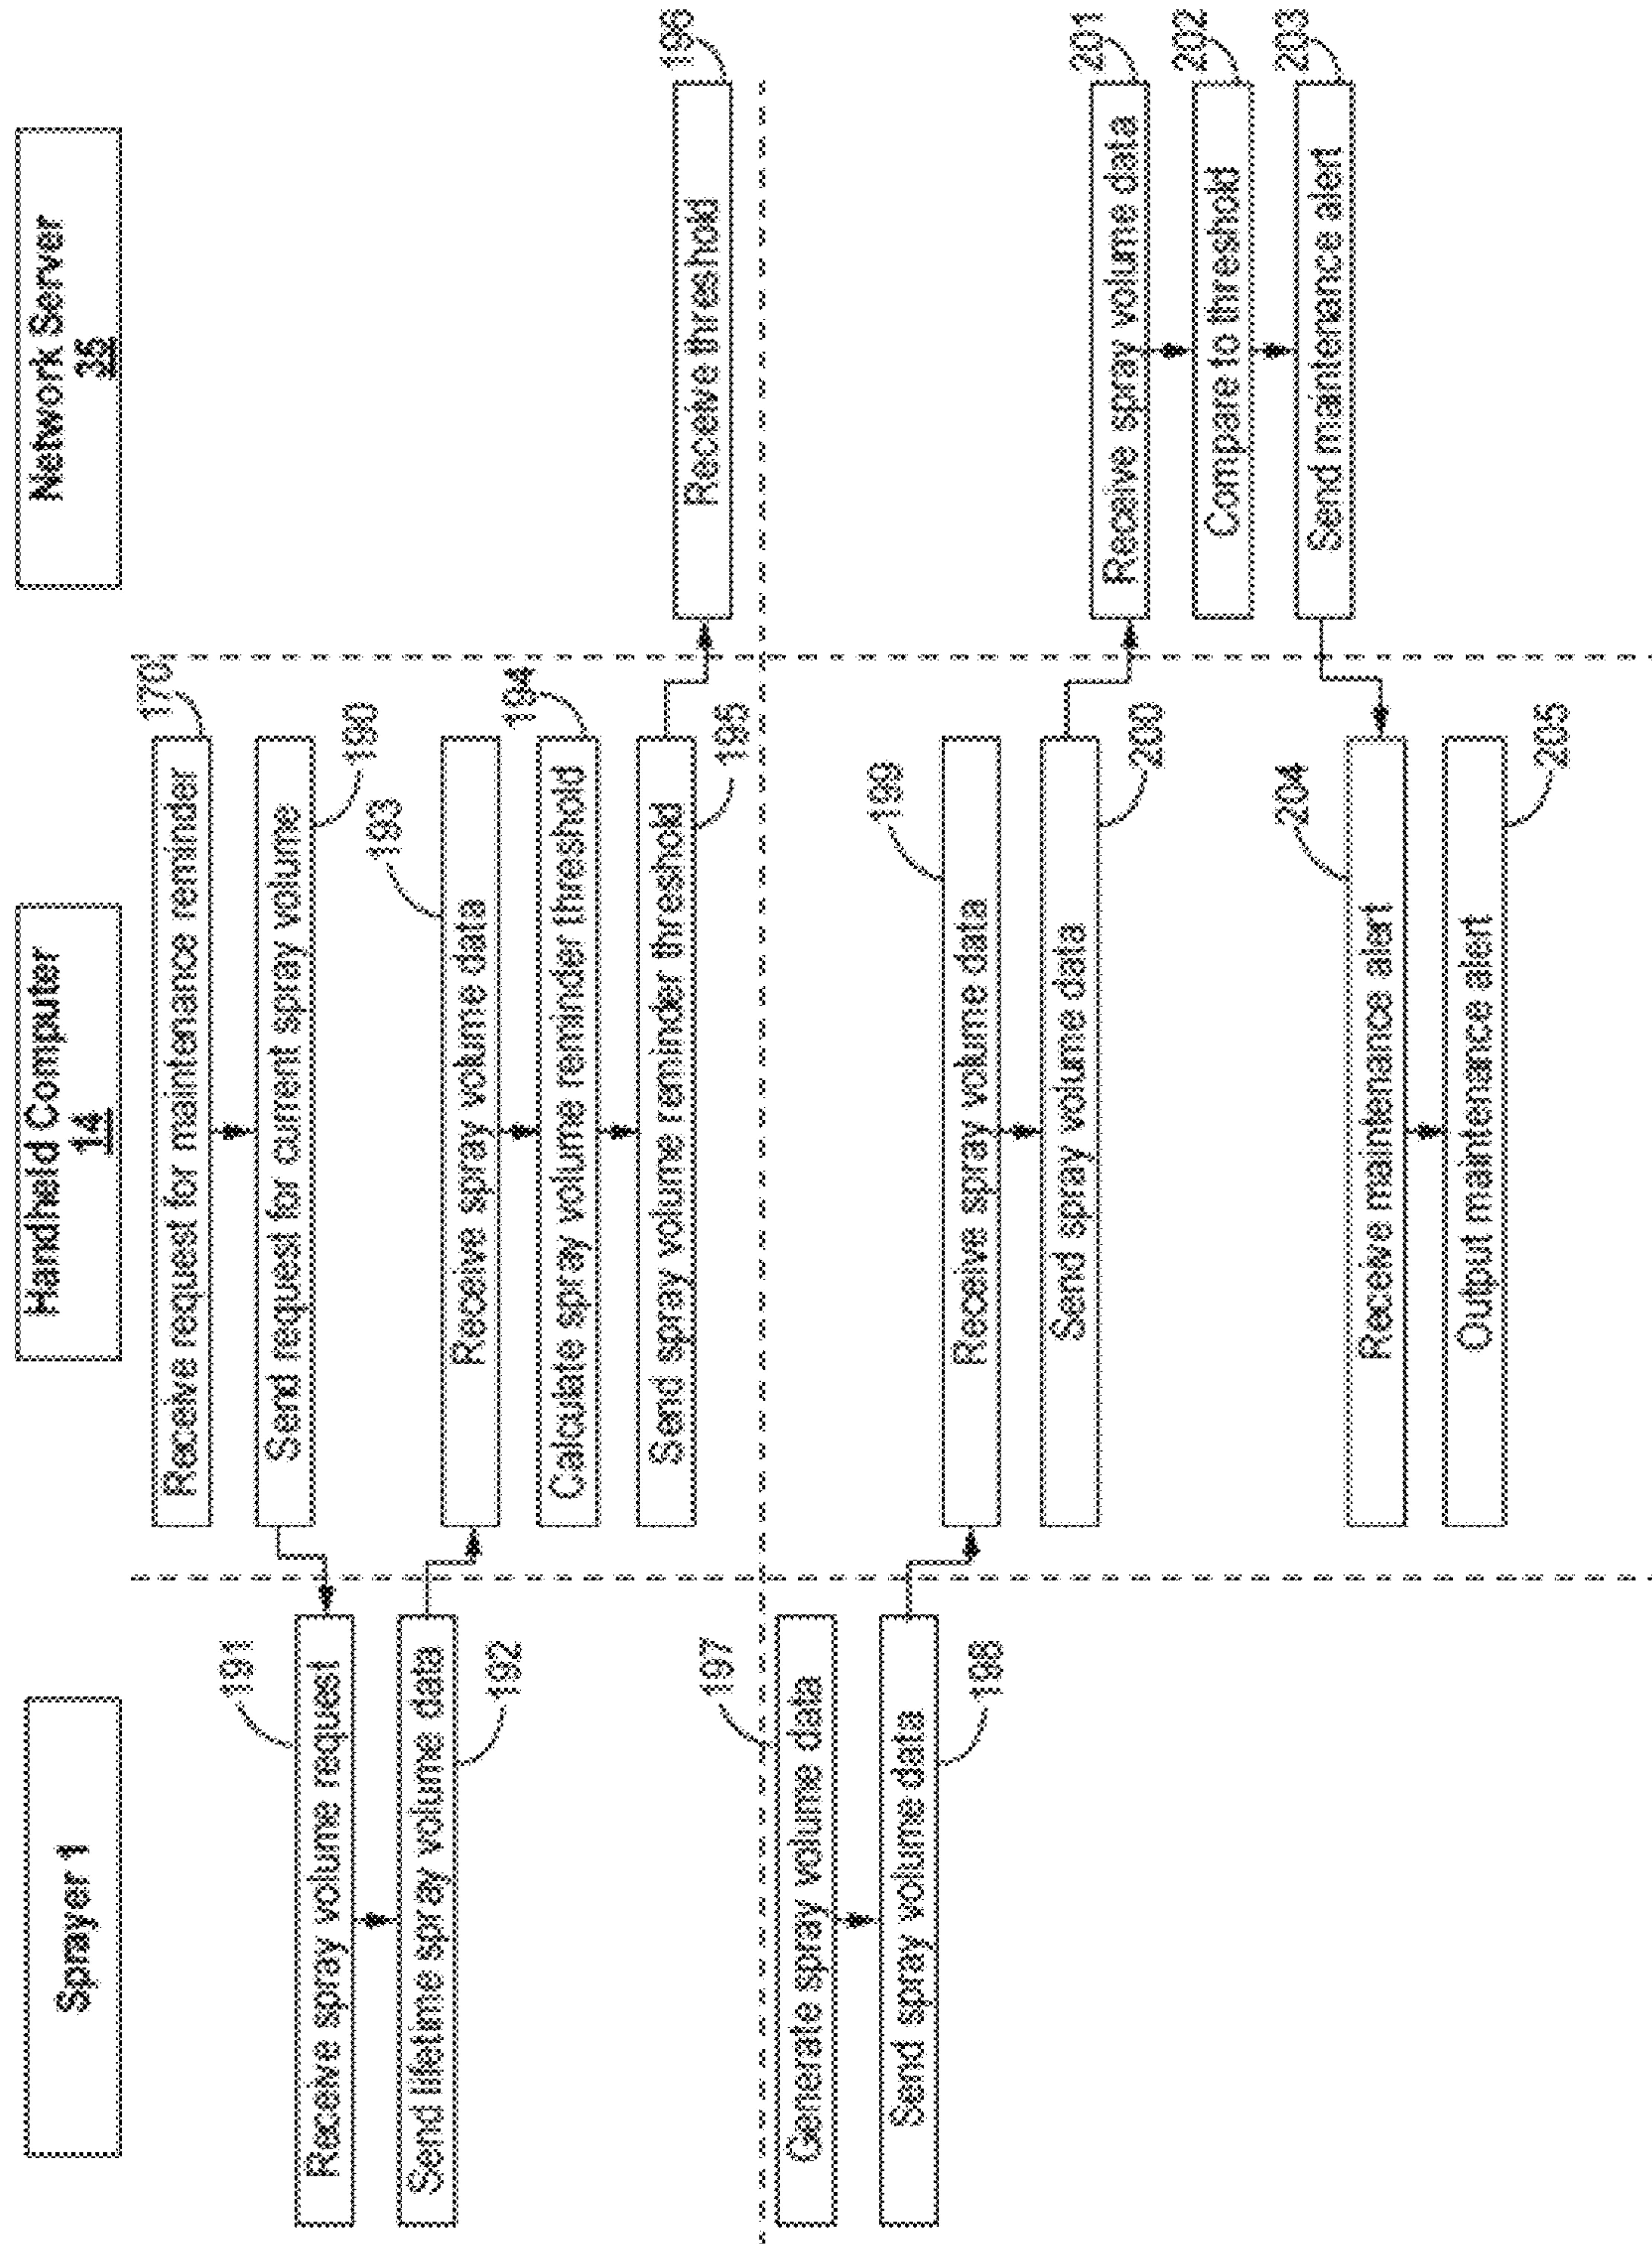 Sprayer 1
Handheld Computer
14
Network Server
35
Receive request for maintenance reminder
170
Send request for current spray volume
190
191
Receive spray volume request
Send lifetime spray volume data
192
193
Receive spray volume data
Calculate spray volume reminder threshold
194
Send spray volume reminder threshold
195
Receive threshold
196
197
Generate spray volume data
Send spray volume data
198
199
Receive spray volume data
Send spray volume data
200
Receive spray volume data
201
Compare to threshold
202
Send maintenance alert
203
204
Receive maintenance alert
Output maintenance alert
205